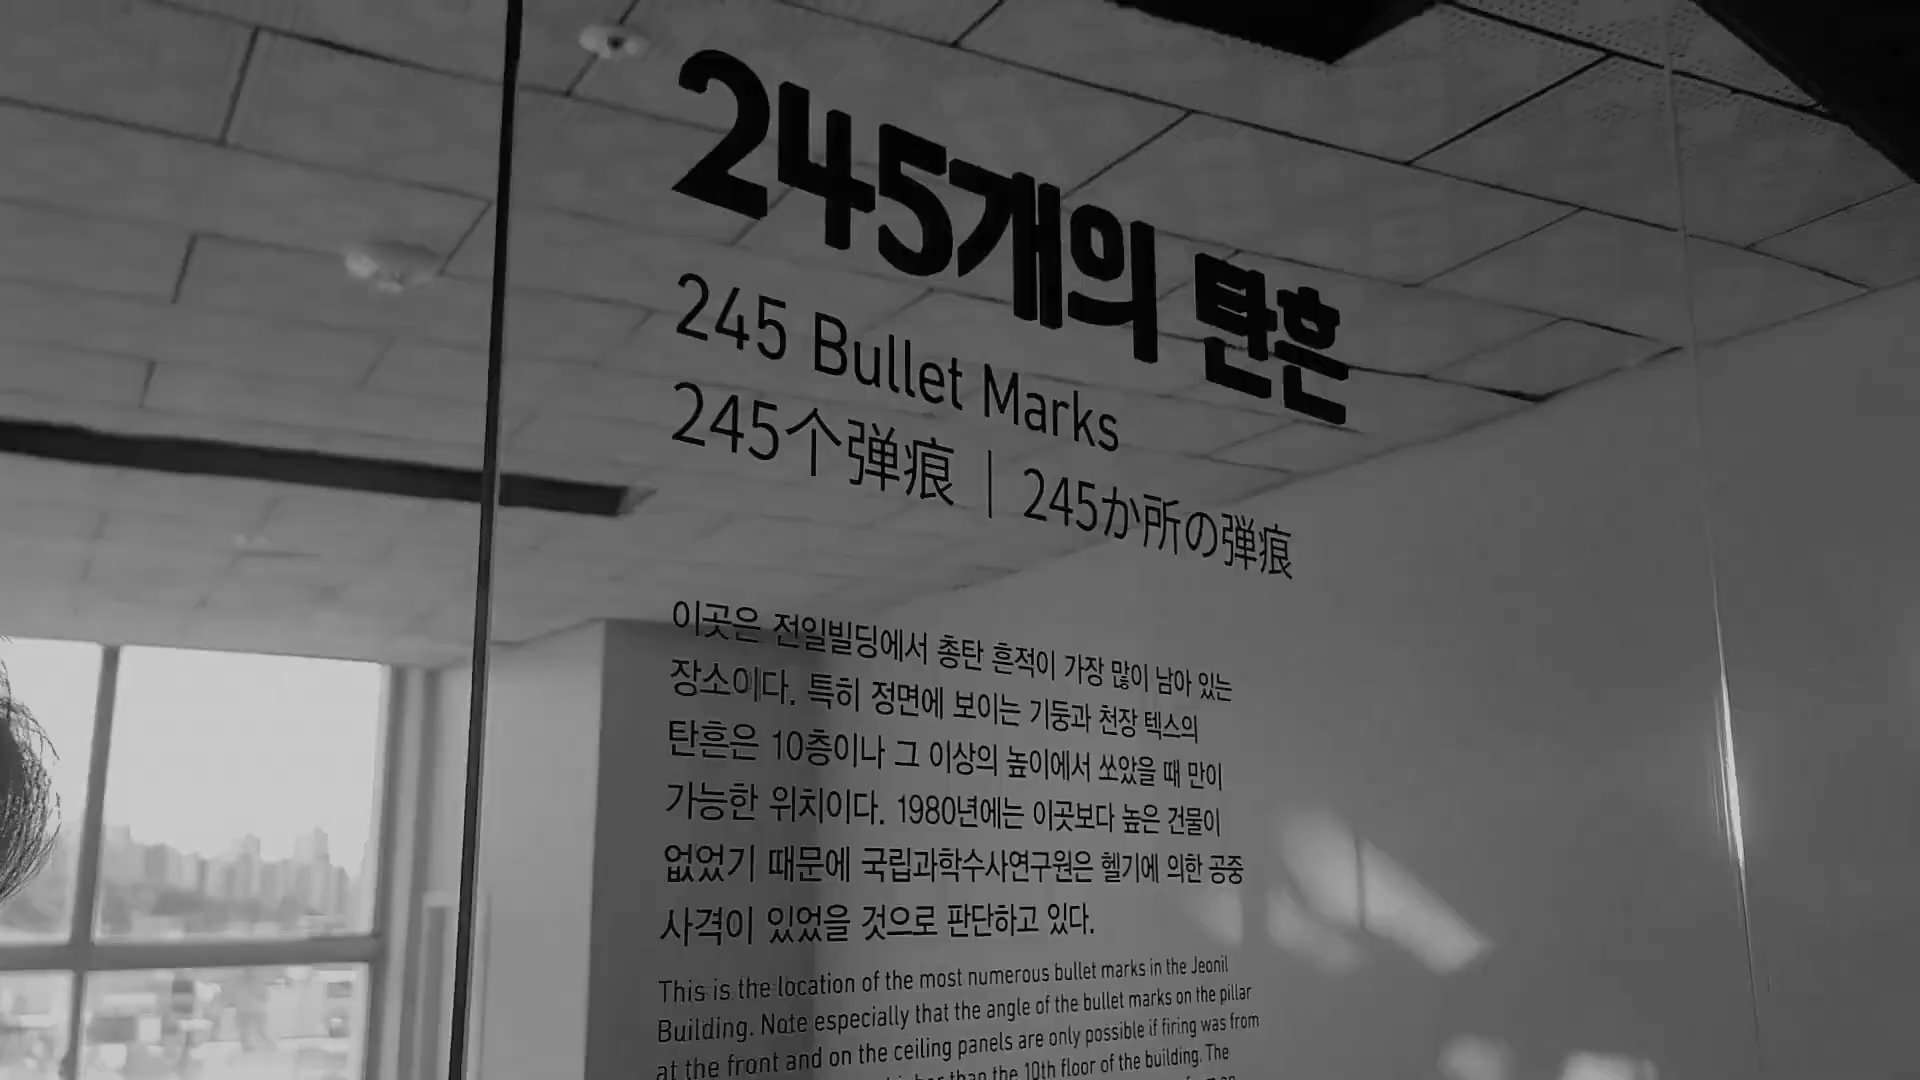 245개의 탄흔
245 Bullet Marks
245个弹痕 | 245か所の弾痕
이곳은 전일빌딩에서 총탄 흔적이 가장 많이 남아 있는
장소이다. 특히 정면에 보이는 기둥과 천장 텍스의
탄흔은 10층이나 그 이상의 높이에서 쏘았을 때 만이
가능한 위치이다. 1980년에는 이곳보다 높은 건물이
없었기 때문에 국립과학수사연구원은 헬기에 의한 공중
사격이 있었을 것으로 판단하고 있다.
This is the location of the most numerous bullet marks in the Jeonil
Building. Note especially that the angle of the bullet marks on the pillar
at the front and on the ceiling panels are only possible if firing was from
than the 10th floor of the building. The